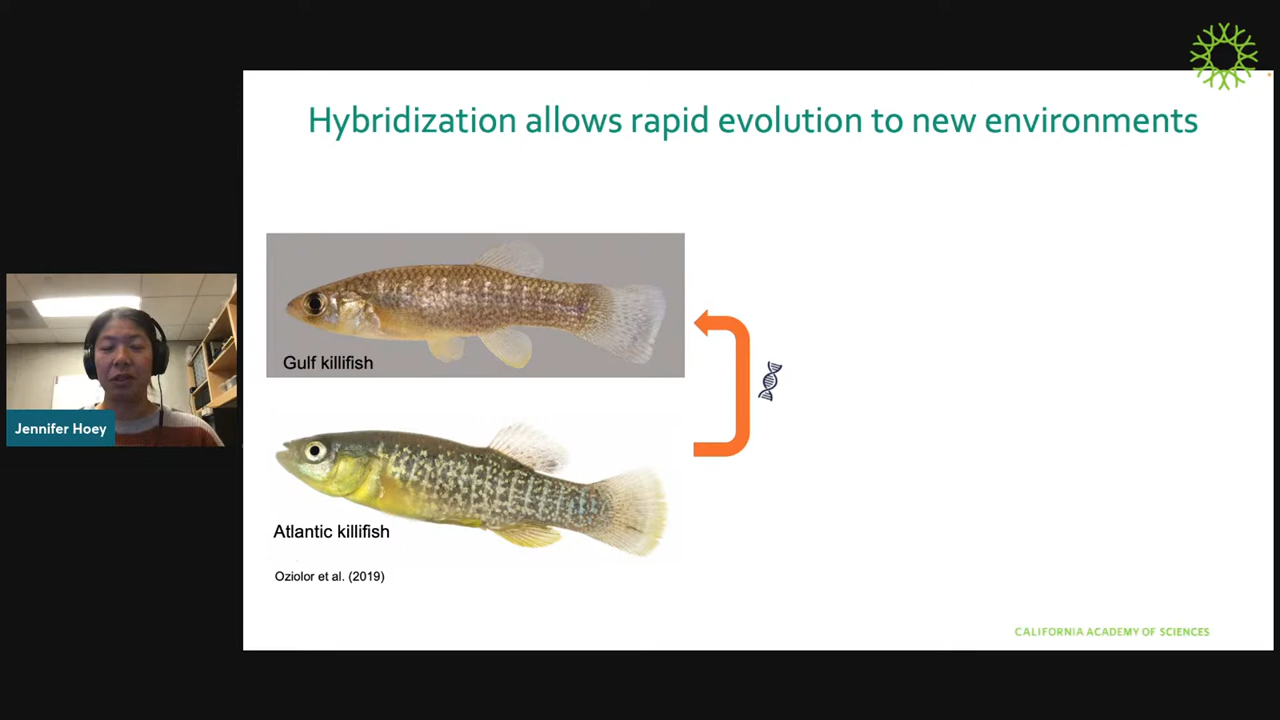 Hybridization allows rapid evolution to new environments
Gulf killifish
Jennifer Hoey
Atlantic killifish
Oziolor et al. (2019)
CALIFORNIA ACADEMY OF SCIENCES